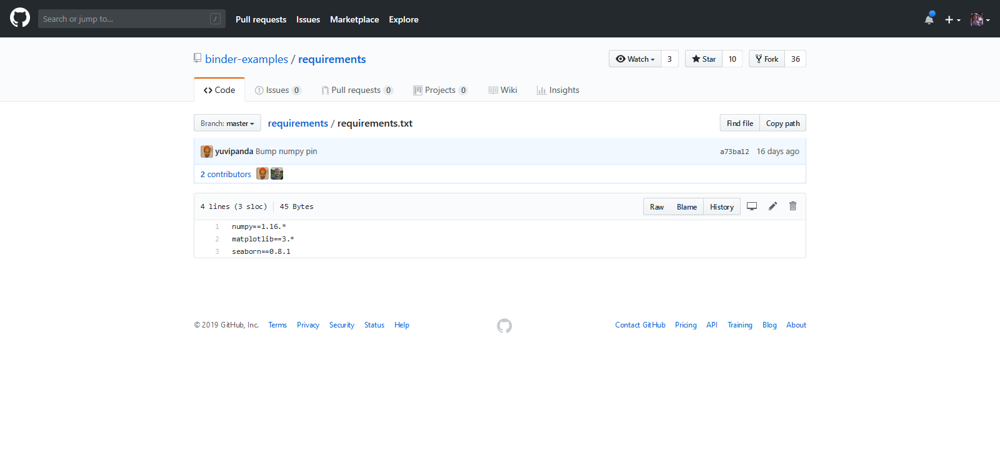 Search or jump to... /
Pull requests Issues Marketplace Explore
binder-examples / requirements
Watch 3 Star 10 Fork 36
Code Issues 0 Pull requests 0 Projects 0 Wiki Insights
Branch: master requirements / requirements.txt Find file Copy path
yuvipanda Bump numpy pin a73ba12 16 days ago
2 contributors
4 lines (3 sloc) 45 Bytes Raw Blame History
1 numpy==1.16.*
2 matplotlib==3.*
3 seaborn==0.8.1
© 2019 GitHub, Inc. Terms Privacy Security Status Help Contact GitHub Pricing API Training Blog About